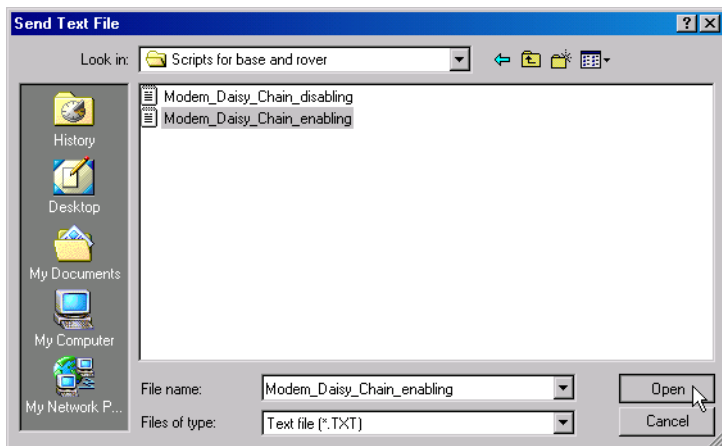 Send Text File
Look in: Scripts for base and rover
Modem_Daisy_Chain_disabling
Modem_Daisy_Chain_enabling
History
Desktop
My Documents
My Computer
My Network P...
File name: Modem_Daisy_Chain_enabling Open
Files of type: Text file (*.TXT) Cancel